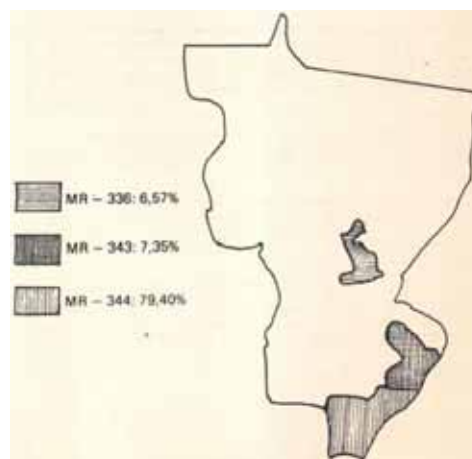 MR – 336: 6,57%
MR – 343: 7,35%
MR – 344: 79,40%